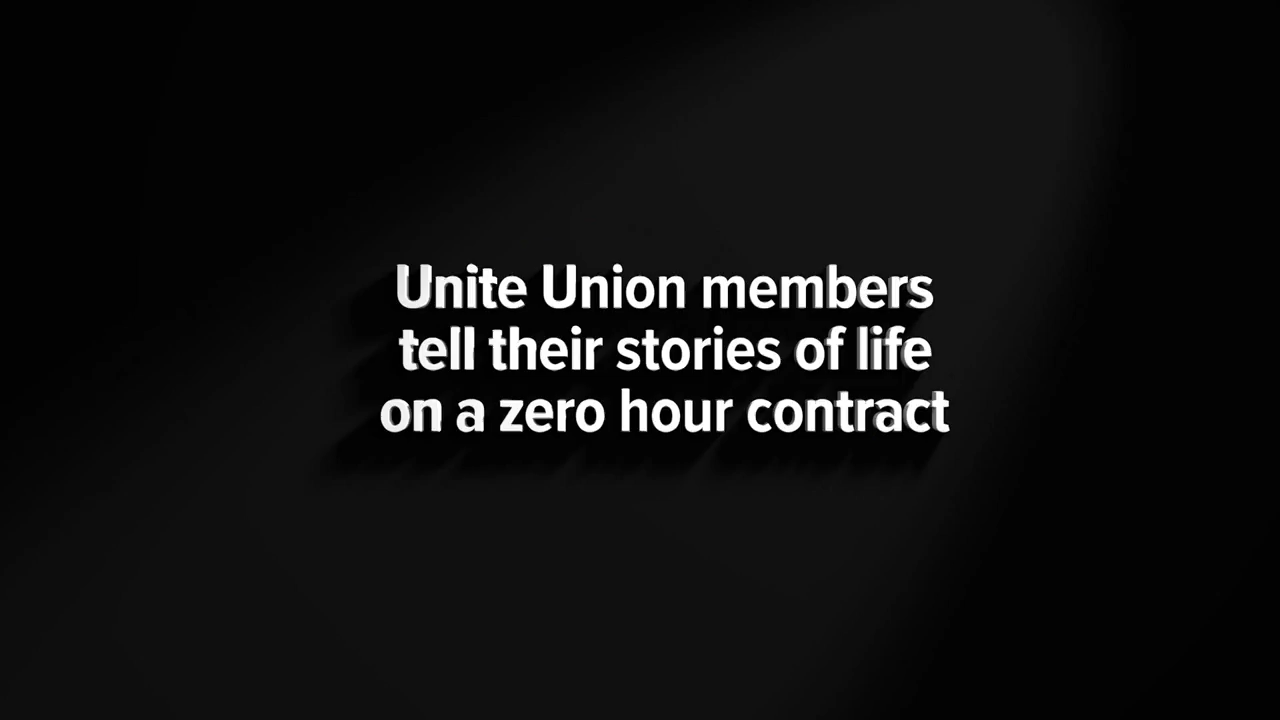 Unite Union members
tell their stories of life
on a zero hour contract